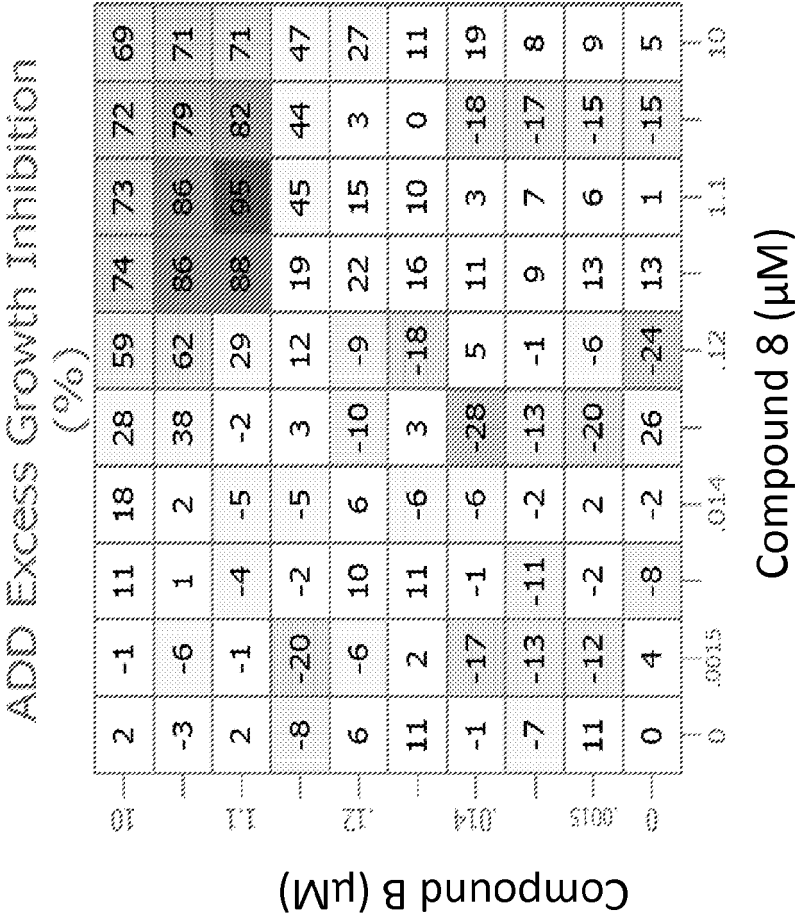 ADD Excess Growth Inhibition
(%)
10 2 -1 11 18 28 59 74 73 72 69
-3 -6 1 2 38 62 86 86 79 71
1.1 2 -1 -4 -5 -2 29 88 95 82 71
-8 -20 -2 -5 3 12 19 45 44 47
.12 6 -6 10 6 -10 -9 22 15 3 27
11 2 11 -6 3 -18 16 10 0 11
.014 -1 -17 -1 -6 -28 5 11 3 -18 19
-7 -13 -11 -2 -13 -1 9 7 -17 8
.0015 11 -12 -2 2 -20 -6 13 6 -15 9
0 0 4 -8 -2 26 -24 13 1 -15 5
0 .0015 .014 .12 1.1 10
Compound B (µM)
Compound 8 (µM)